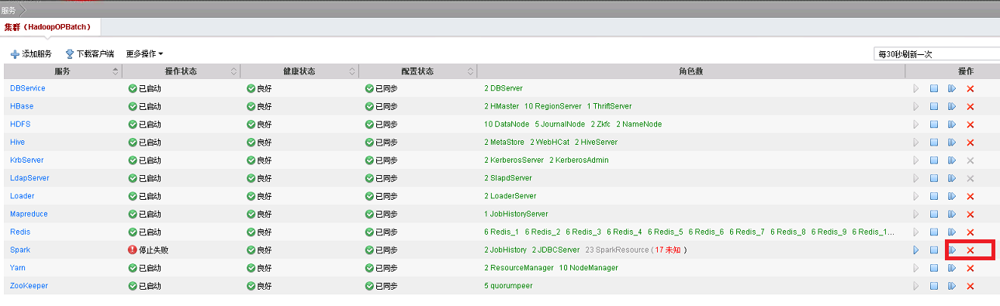 服务
集群（HadoopOPBatch）
添加服务 下载客户端 更多操作 每30秒刷新一次
服务 操作状态 健康状态 配置状态 角色数 操作
DBService 已启动 良好 已同步 2 DBServer
HBase 已启动 良好 已同步 2 HMaster 10 RegionServer 1 ThriftServer
HDFS 已启动 良好 已同步 10 DataNode 5 JournalNode 2 Zkfc 2 NameNode
Hive 已启动 良好 已同步 2 MetaStore 2 WebHCat 2 HiveServer
KrbServer 已启动 良好 已同步 2 KerberosServer 2 KerberosAdmin
LdapServer 已启动 良好 已同步 2 SlapdServer
Loader 已启动 良好 已同步 2 LoaderServer
Mapreduce 已启动 良好 已同步 1 JobHistoryServer
Redis 已启动 良好 已同步 6 Redis_1 6 Redis_2 6 Redis_3 6 Redis_4 6 Redis_5 6 Redis_6 6 Redis_7 6 Redis_8 6 Redis_9 6 Redis_1...
Spark 停止失败 良好 已同步 2 JobHistory 2 JDBCServer 23 SparkResource ( 17 未知 )
Yarn 已启动 良好 已同步 2 ResourceManager 10 NodeManager
ZooKeeper 已启动 良好 已同步 5 quorumpeer